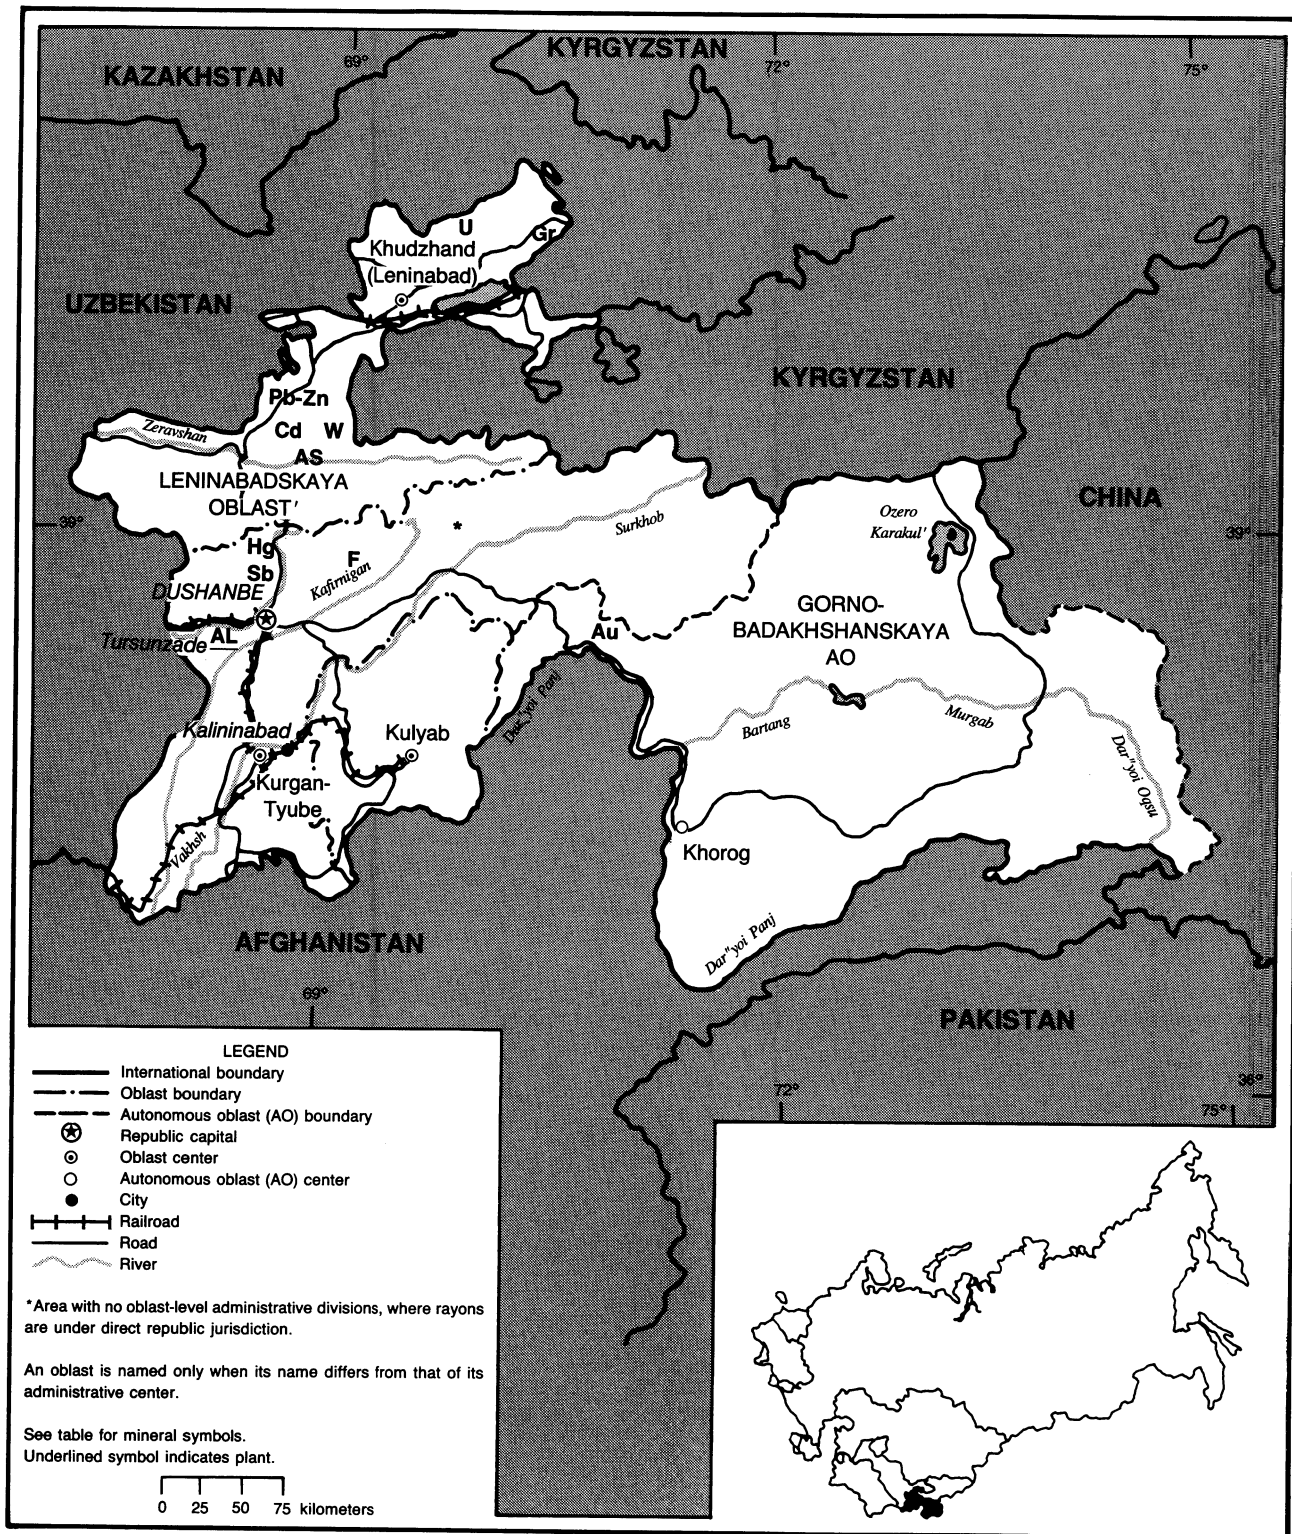 KYRGYZSTAN
KAZAKHSTAN
69°
72°
75°
U
Gr
Khudzhand
(Leninabad)
UZBEKISTAN
KYRGYZSTAN
Pb-Zn
Zeravshan
Cd W
AS
LENINABADSKAYA
OBLAST'
CHINA
39°
*
Surkhob
Ozero
Karakul'
39°
Hg
F
Sb
Kafirnigan
DUSHANBE
GORNO-
BADAKHSHANSKAYA
AO
Tursunzade
AL
Au
Dar"yoi Panj
Kalininabad
Kulyab
Bartang
Murgab
Dar"yoi Oqsu
Kurgan-
Tyube
Vakhsh
Khorog
Dar"yoi Panj
AFGHANISTAN
69°
PAKISTAN
72°
36°
75°
LEGEND
International boundary
Oblast boundary
Autonomous oblast (AO) boundary
Republic capital
Oblast center
Autonomous oblast (AO) center
City
Railroad
Road
River
*Area with no oblast-level administrative divisions, where rayons
are under direct republic jurisdiction.
An oblast is named only when its name differs from that of its
administrative center.
See table for mineral symbols.
Underlined symbol indicates plant.
0 25 50 75 kilometers